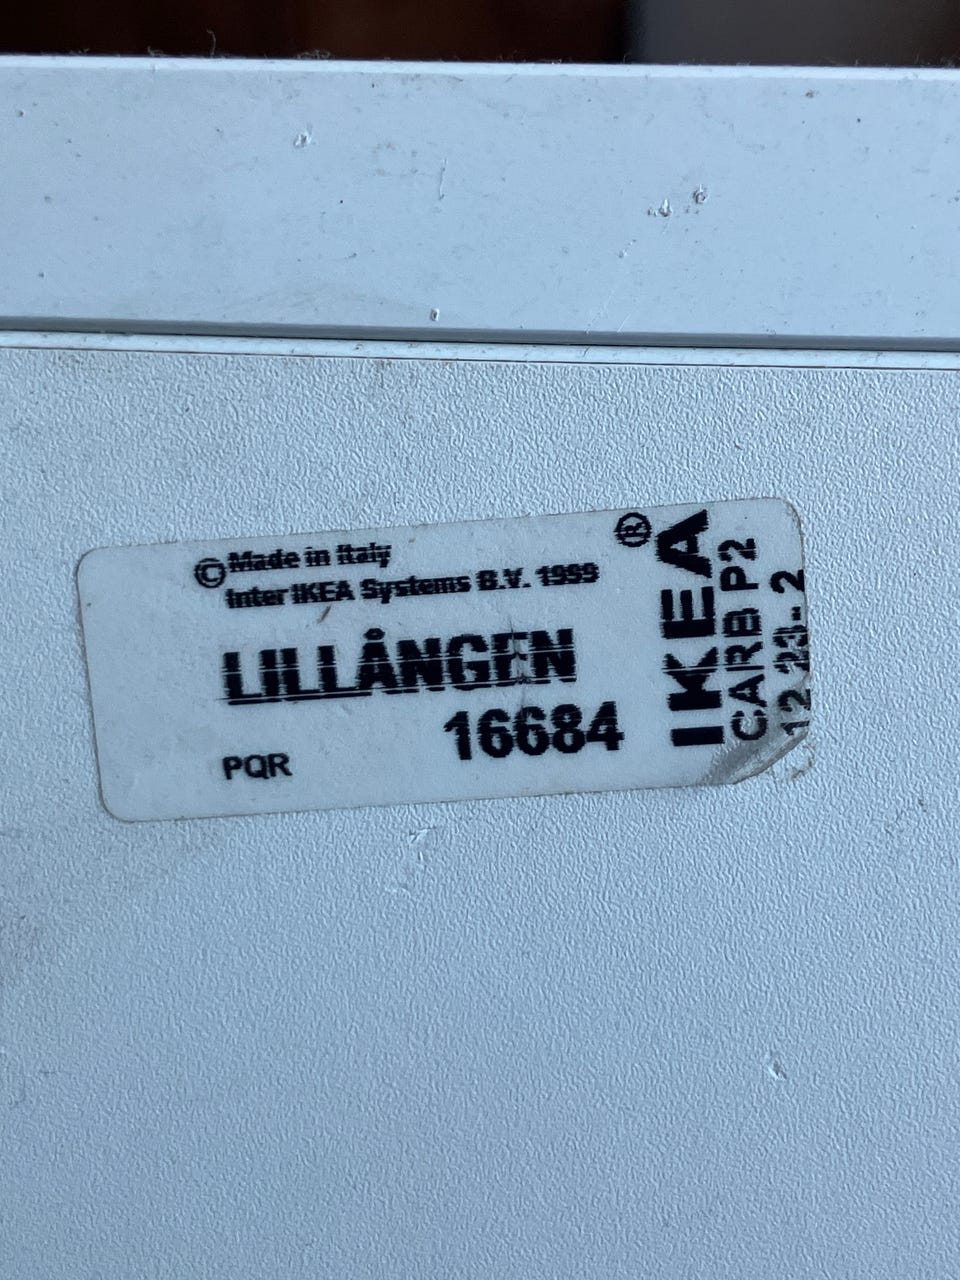 © Made in Italy
Inter IKEA Systems B.V. 1999
LILLÅNGEN
16684
PQR
IKEA®
CARB P2
12 23- 2